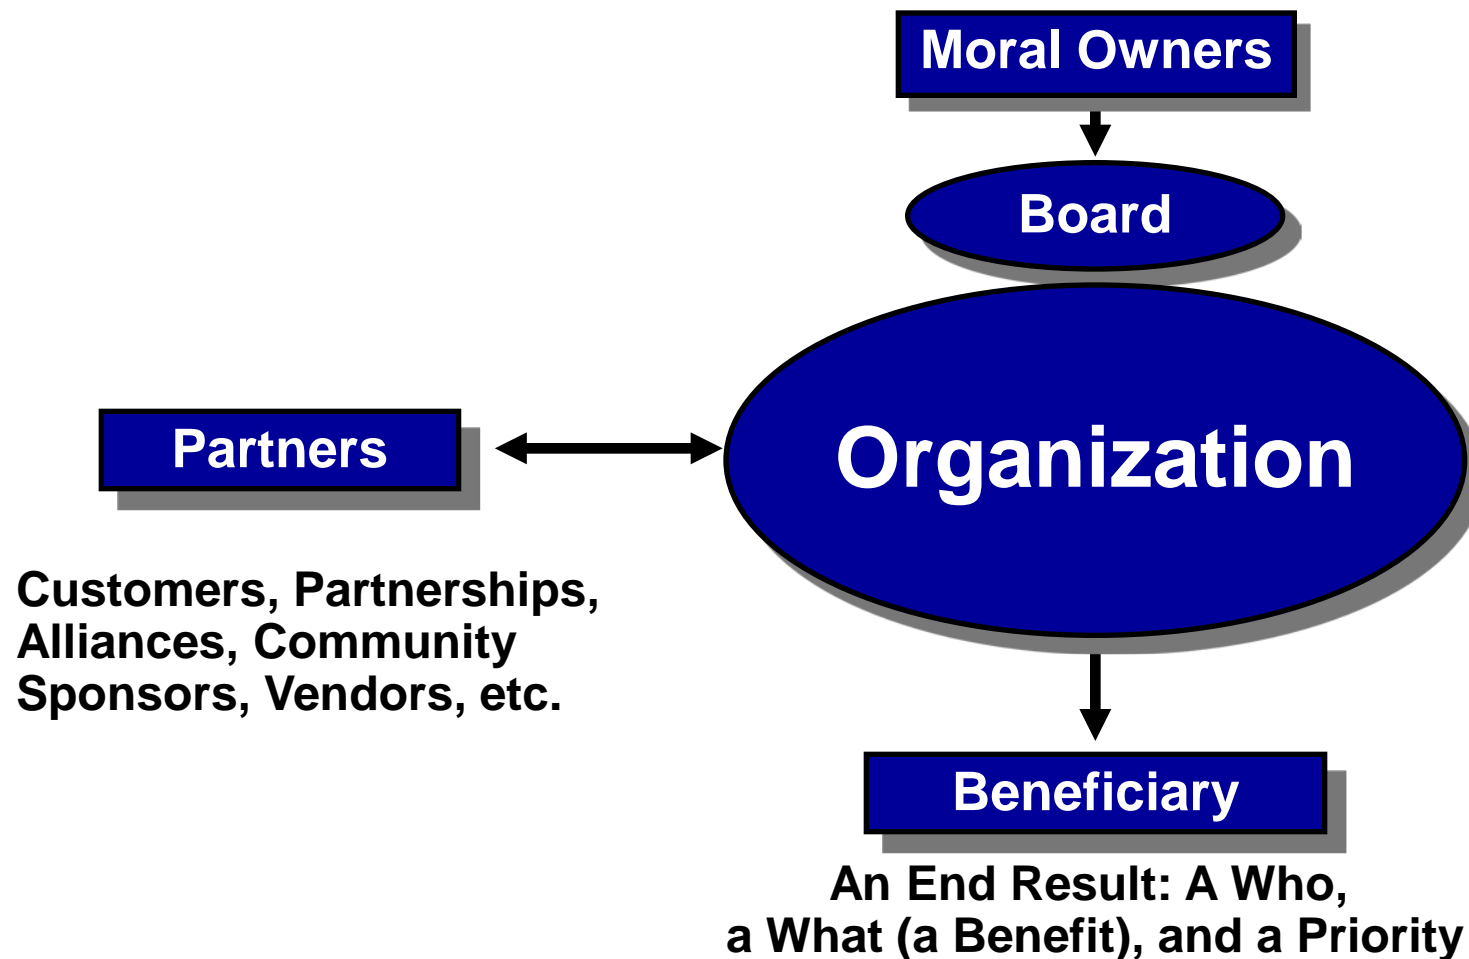 Moral Owners
Board
Organization
Partners
Customers, Partnerships,
Alliances, Community
Sponsors, Vendors, etc.
Beneficiary
An End Result: A Who,
a What (a Benefit), and a Priority